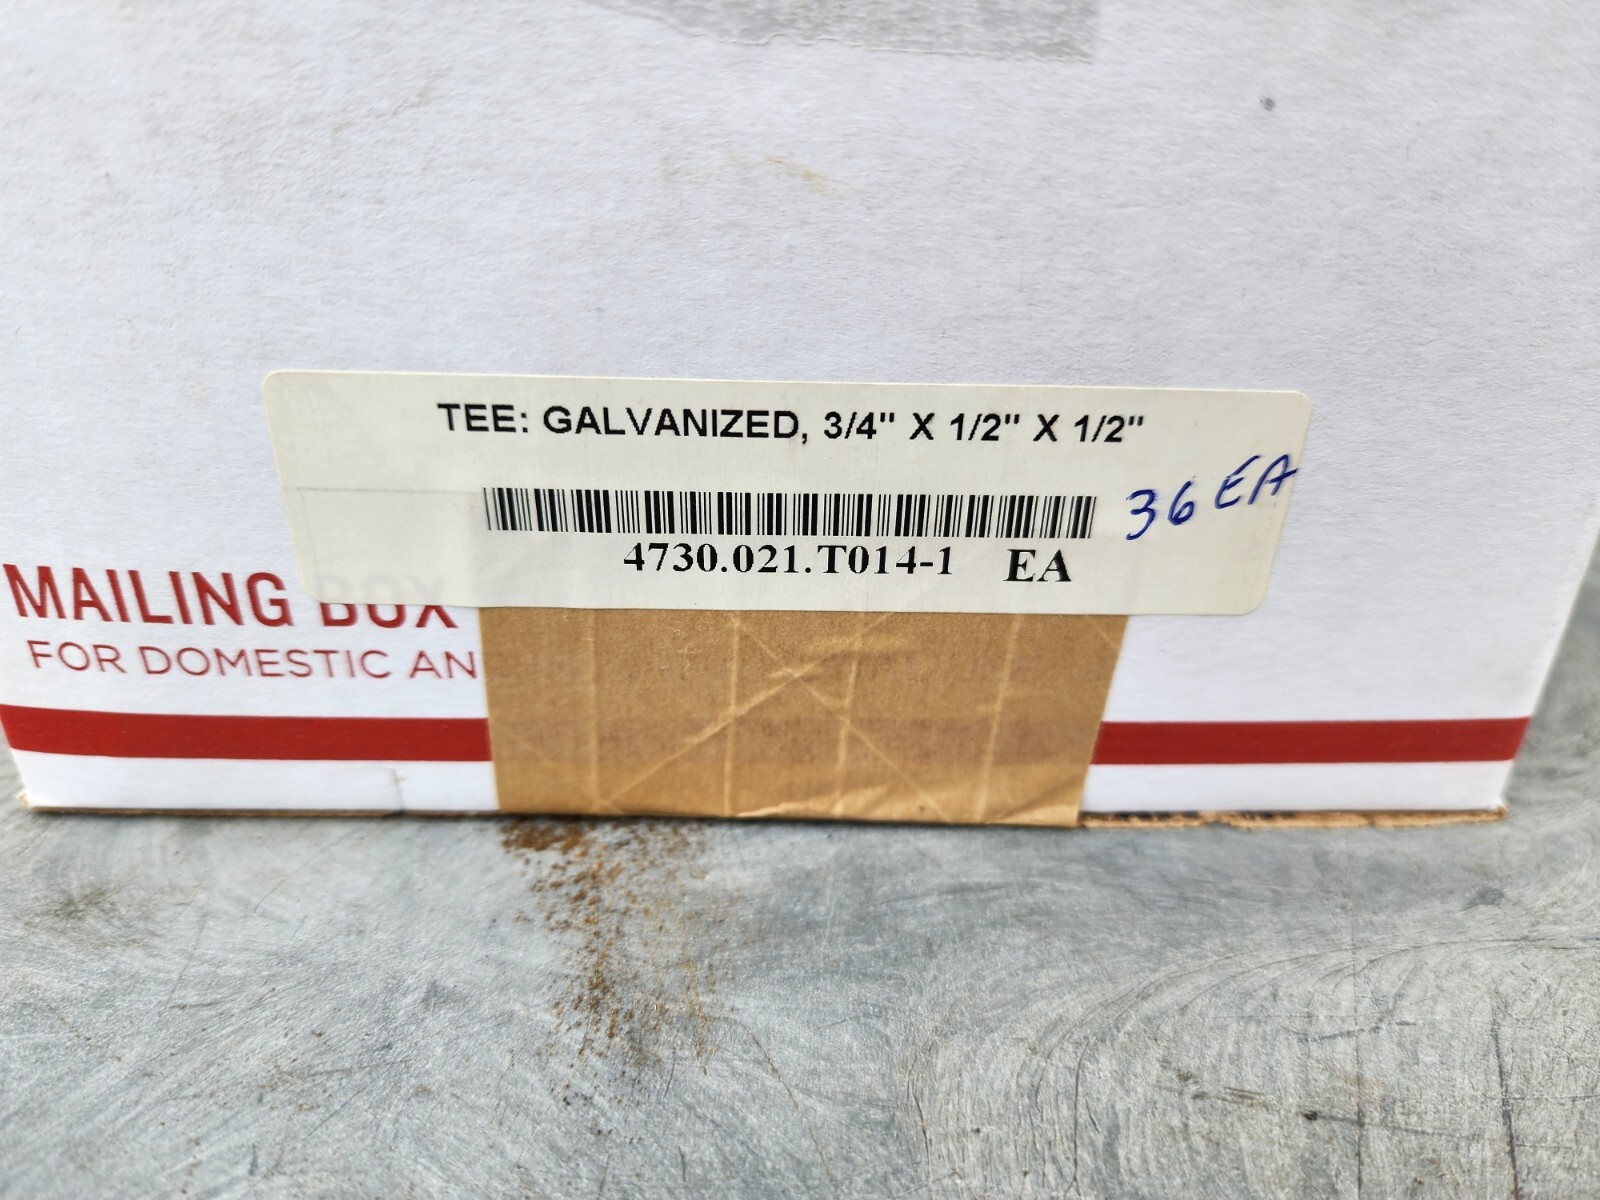 TEE: GALVANIZED, 3/4" X 1/2" X 1/2"
36 EA
4730.021.T014-1 EA
MAILING BOX
FOR DOMESTIC AN